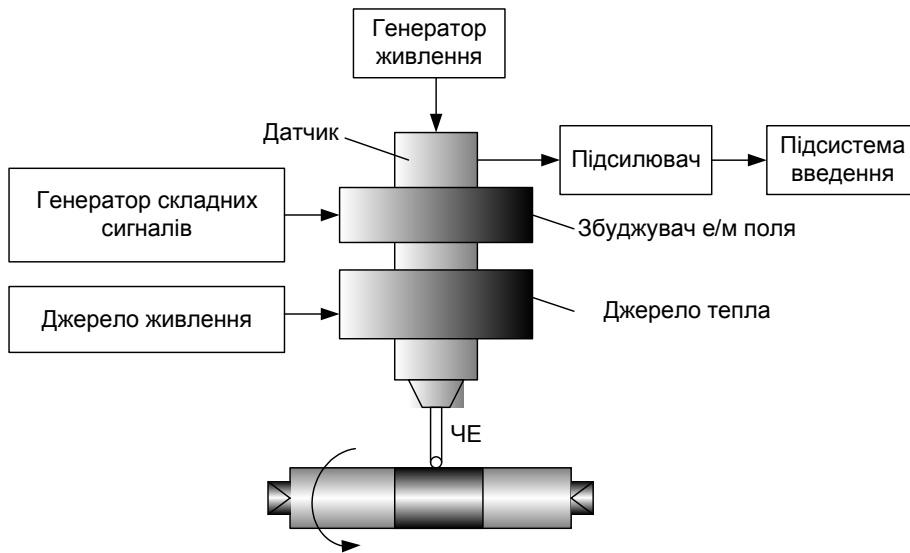 Генератор
живлення
Датчик
Підсилювач
Підсистема
введення
Генератор складних
сигналів
Збуджувач е/м поля
Джерело живлення
Джерело тепла
ЧЕ